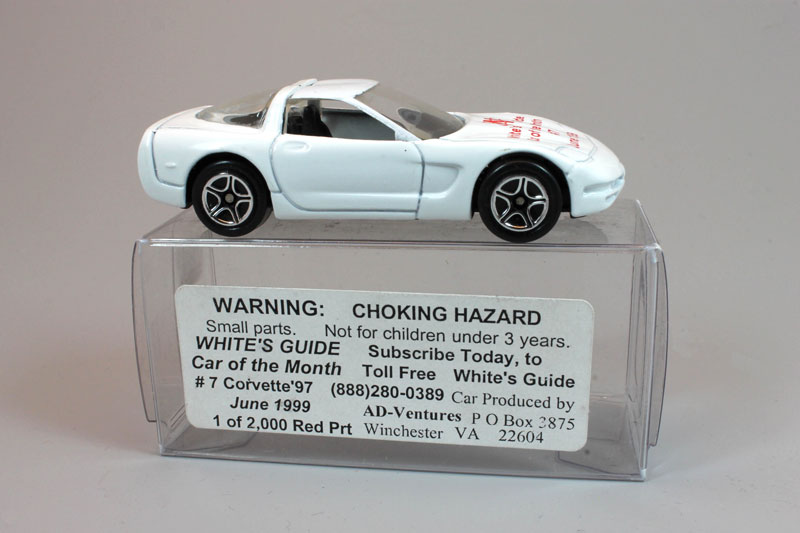 WARNING: CHOKING HAZARD
Small parts. Not for children under 3 years.
WHITE'S GUIDE
Car of the Month
# 7 Corvette'97
June 1999
1 of 2,000 Red Prt
Subscribe Today, to
Toll Free White's Guide
(888)280-0389 Car Produced by
AD-Ventures P O Box 2875
Winchester VA 22604